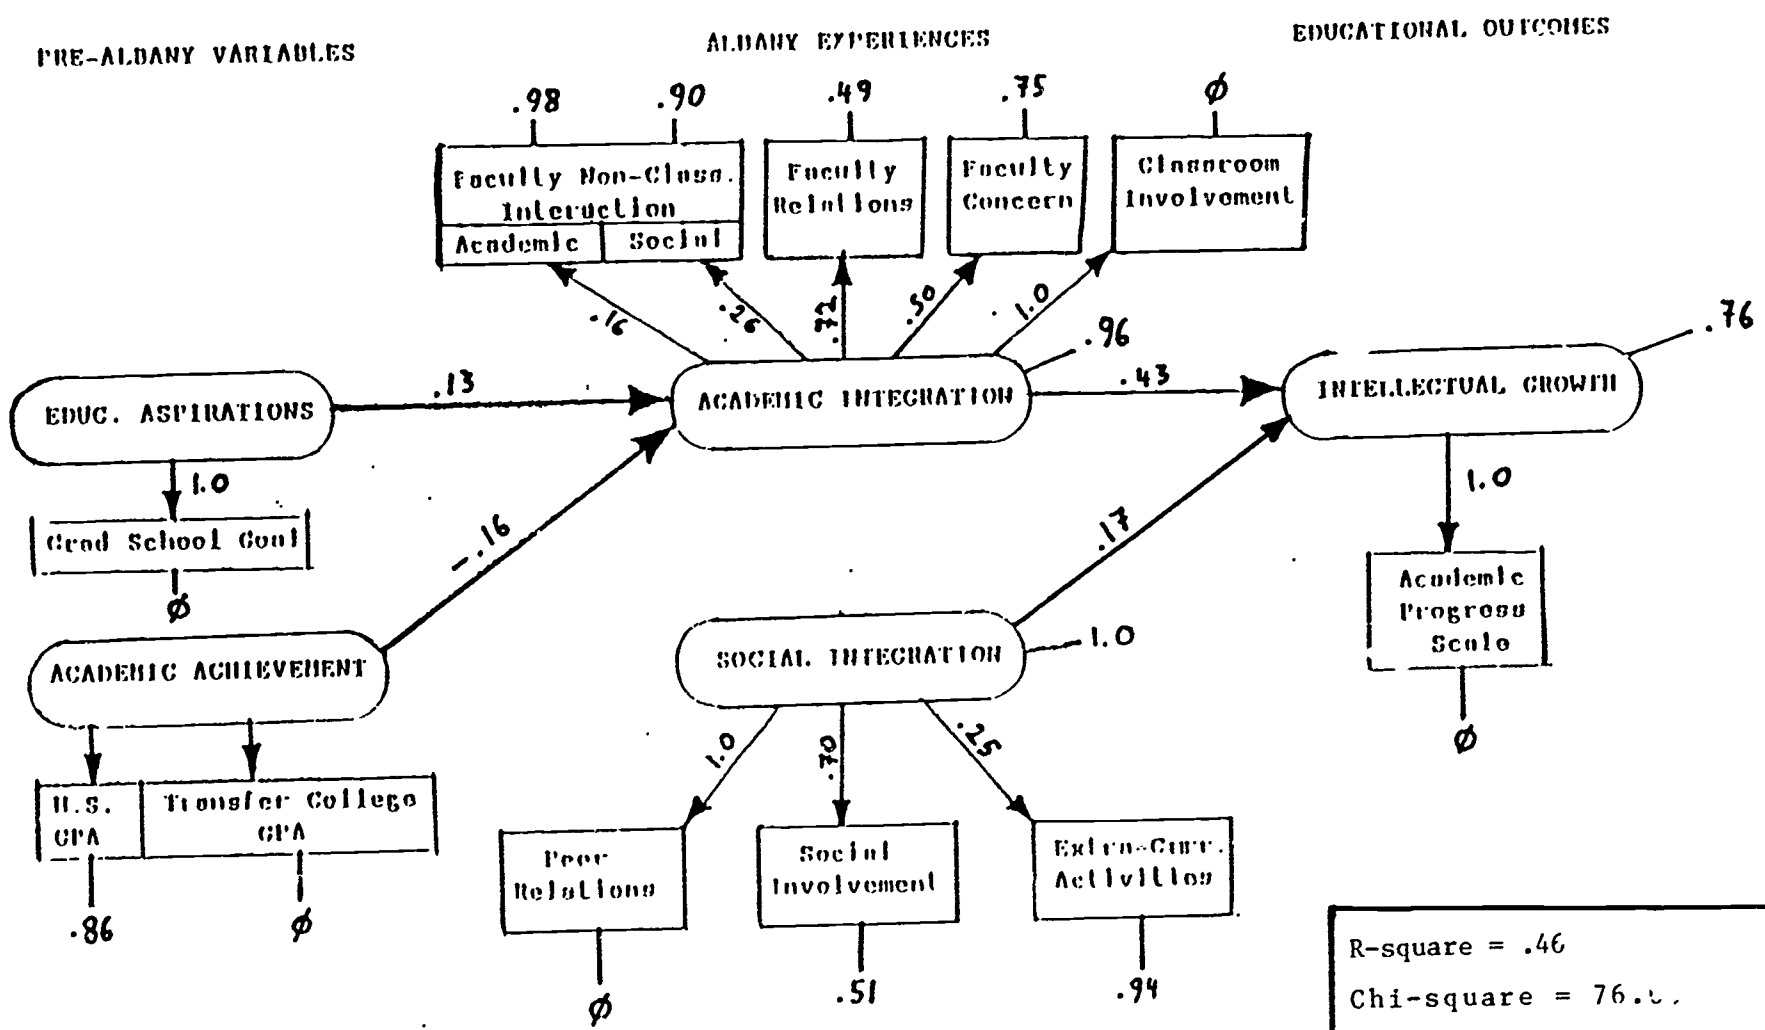 PRE-ALBANY VARIABLES
ALBANY EXPERIENCES
EDUCATIONAL OUTCOMES
.98
.90
.49
.75
ø
Faculty Non-Class.
Interaction
Academic
Social
Faculty
Relations
Faculty
Concern
Classroom
Involvement
.16
.26
.72
.50
1.0
.96
.76
EDUC. ASPIRATIONS
.13
ACADEMIC INTEGRATION
.43
INTELLECTUAL GROWTH
1.0
Grad School Goal
ø
-.16
.17
1.0
Academic
Progress
Scale
ø
ACADEMIC ACHIEVEMENT
SOCIAL INTEGRATION
1.0
1.0
.70
.25
H.S.
GPA
Transfer College
GPA
.86
ø
Peer
Relations
Social
Involvement
Extra-Curr.
Activities
ø
.51
.94
R-square = .46
Chi-square = 76.